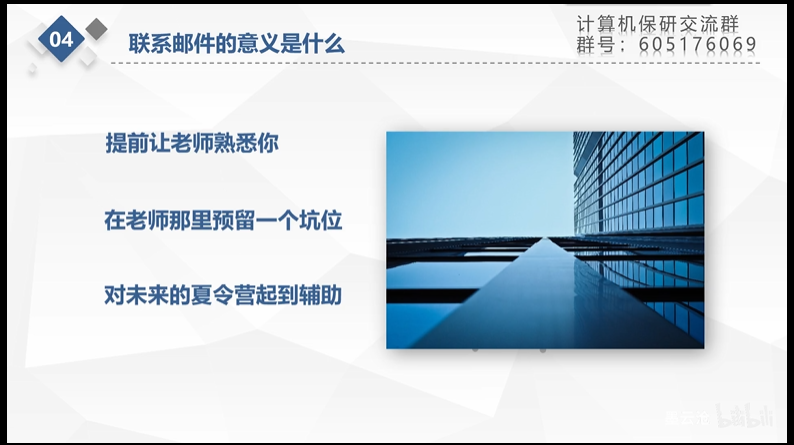 04
联系邮件的意义是什么
计算机保研交流群
群号：605176069
提前让老师熟悉你
在老师那里预留一个坑位
对未来的夏令营起到辅助
bilibili